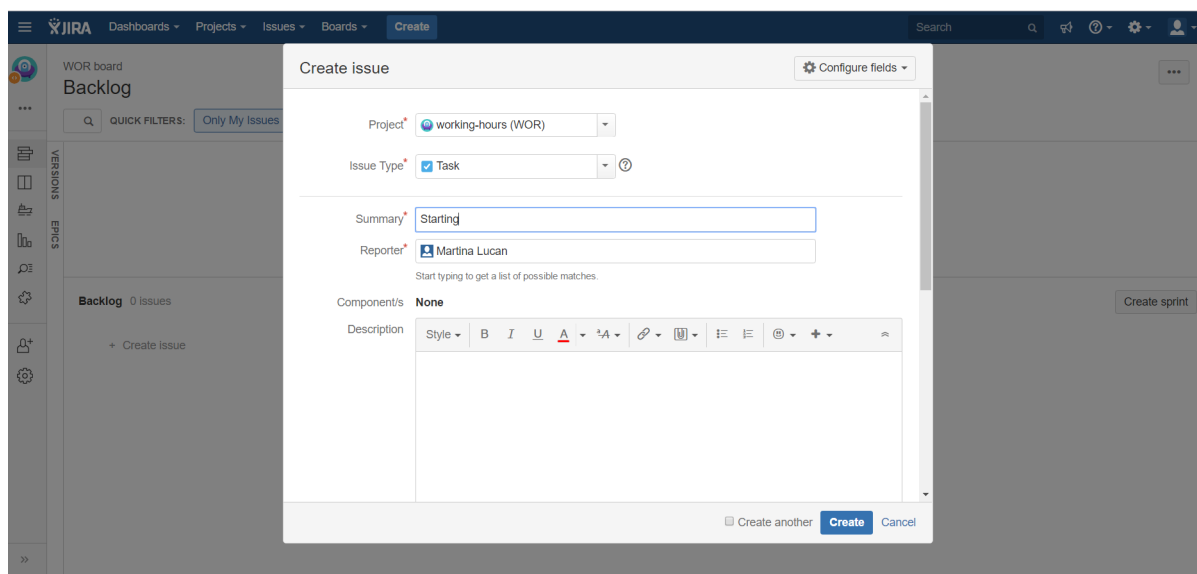 JIRA Dashboards Projects Issues Boards Create Search
WOR board
Backlog
QUICK FILTERS: Only My Issues
VERSIONS
EPICS
Backlog 0 issues
+ Create issue
Create sprint
Create issue
Configure fields
Project* working-hours (WOR)
Issue Type* Task
Summary* Starting
Reporter* Martina Lucan
Start typing to get a list of possible matches.
Component/s None
Description
Style B I U A A
Create another Create Cancel